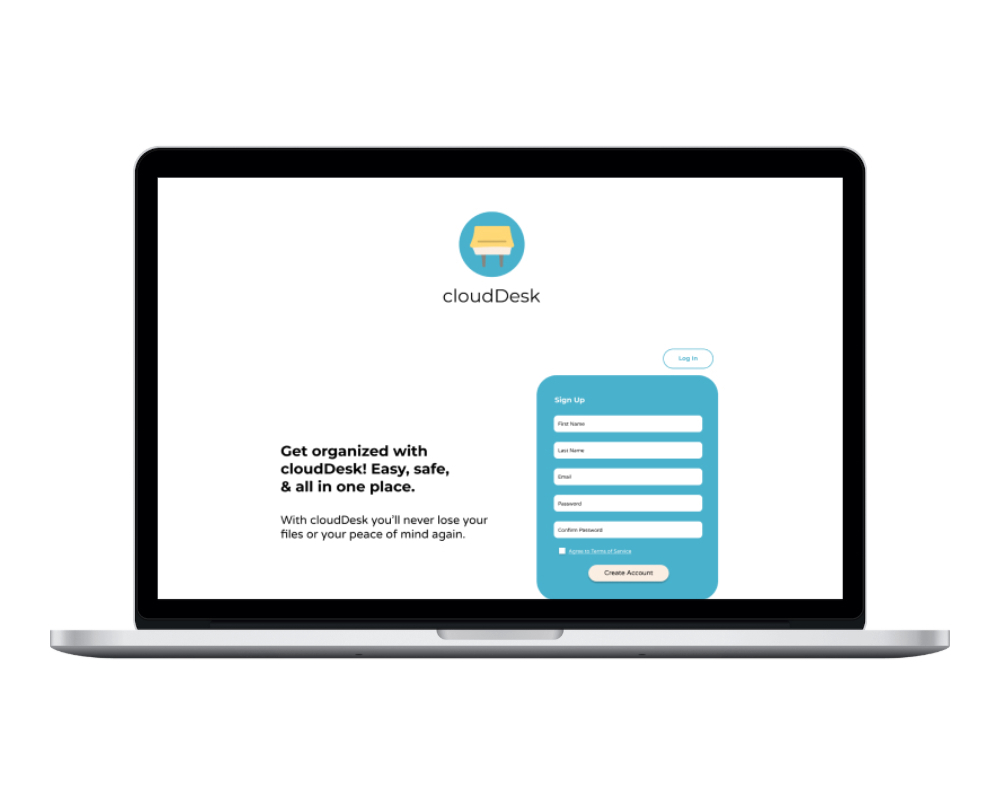 cloudDesk
Log in
Sign Up
First Name
Last Name
Email
Password
Confirm Password
Agree to Terms of Service
Create Account
Get organized with
cloudDesk! Easy, safe,
& all in one place.
With cloudDesk you'll never lose your
files or your peace of mind again.